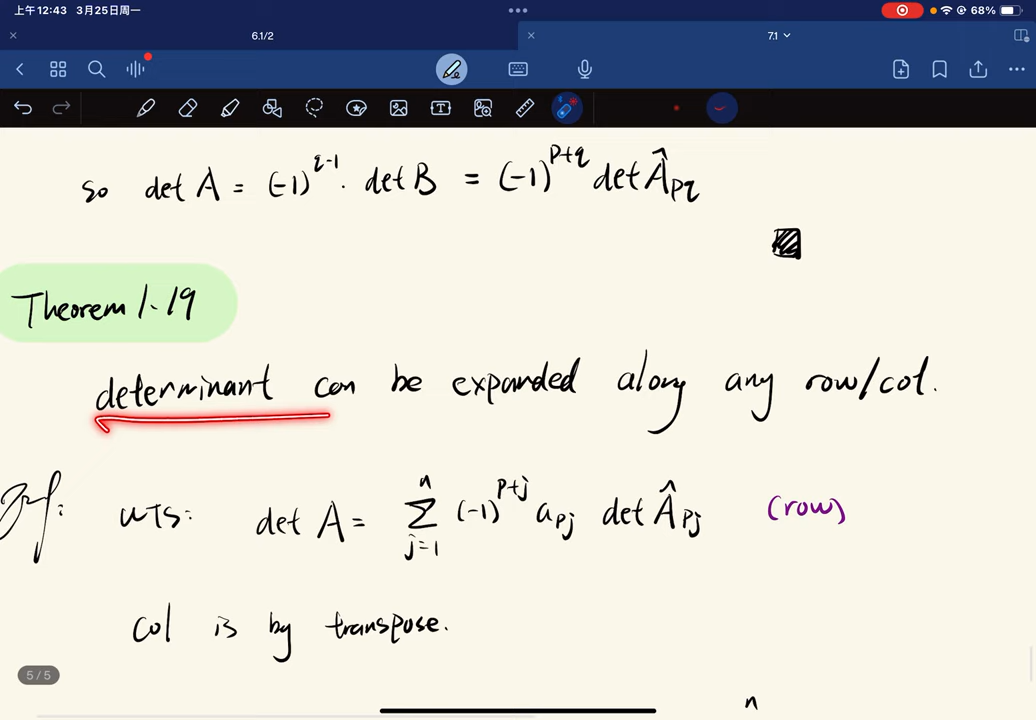 上午12:43 3月25日周一 68%
6.1/2 7.1
so det A = (-1)^{q-1} · det B = (-1)^{p+q} det Â_{pq}
Theorem 1-19
determinant can be expanded along any row/col.
Prf: WTS: det A = ∑_{j=1}^{n} (-1)^{p+j} a_{pj} det Â_{pj} (row)
col is by transpose.
5/5
n